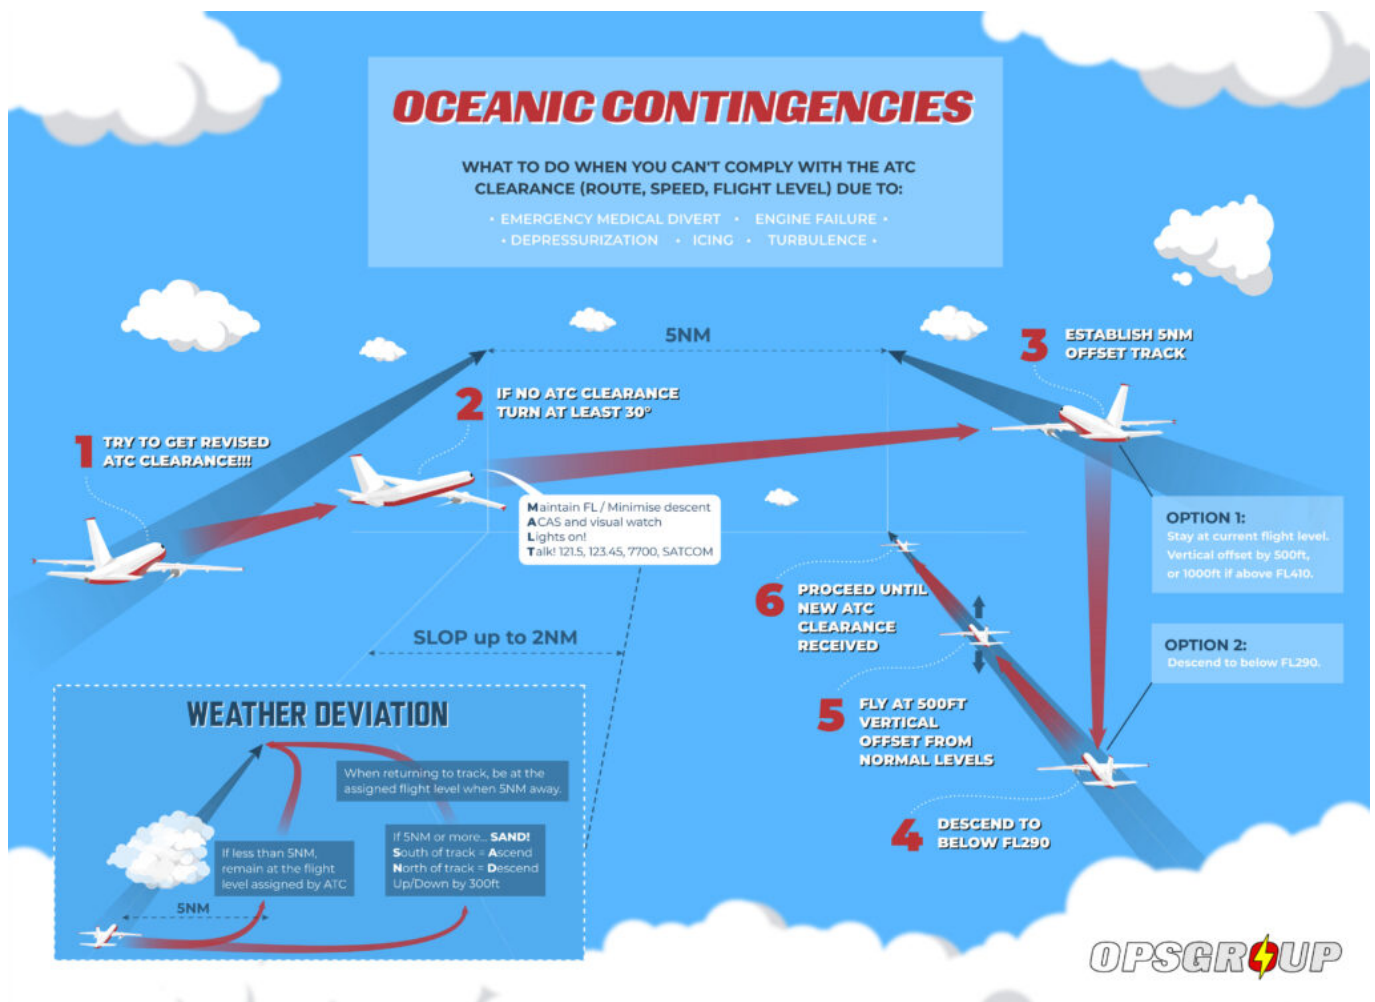 OCEANIC CONTINGENCIES
WHAT TO DO WHEN YOU CAN'T COMPLY WITH THE ATC
CLEARANCE (ROUTE, SPEED, FLIGHT LEVEL) DUE TO:
• EMERGENCY MEDICAL DIVERT • ENGINE FAILURE •
• DEPRESSURIZATION • ICING • TURBULENCE •
5NM
3 ESTABLISH 5NM
OFFSET TRACK
2 IF NO ATC CLEARANCE
TURN AT LEAST 30°
1 TRY TO GET REVISED
ATC CLEARANCE!!!
Maintain FL / Minimise descent
ACAS and visual watch
Lights on!
Talk! 121.5, 123.45, 7700, SATCOM
OPTION 1:
Stay at current flight level.
Vertical offset by 500ft,
or 1000ft if above FL410.
6 PROCEED UNTIL
NEW ATC
CLEARANCE
RECEIVED
SLOP up to 2NM
OPTION 2:
Descend to below FL290.
5 FLY AT 500FT
VERTICAL
OFFSET FROM
NORMAL LEVELS
4 DESCEND TO
BELOW FL290
WEATHER DEVIATION
When returning to track, be at the
assigned flight level when 5NM away.
If less than 5NM,
remain at the flight
level assigned by ATC
If 5NM or more... SAND!
South of track = Ascend
North of track = Descend
Up/Down by 300ft
5NM
OPSGROUP